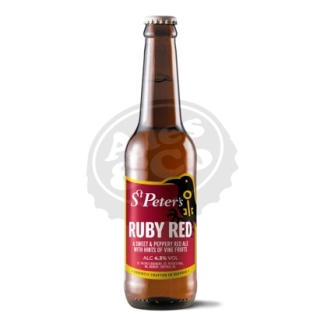 St Peter's
RUBY RED
A SWEET & PEPPERY RED ALE
WITH HINTS OF VINE FRUITS
ALC 4.3% VOL